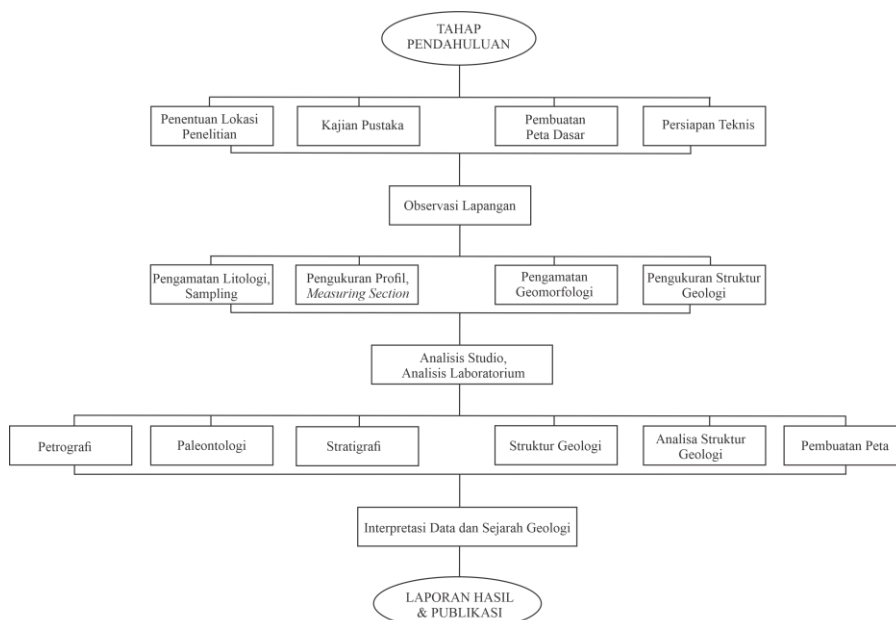 TAHAP
PENDAHULUAN
Penentuan Lokasi
Penelitian
Kajian Pustaka
Pembuatan
Peta Dasar
Persiapan Teknis
Observasi Lapangan
Pengamatan Litologi,
Sampling
Pengukuran Profil,
Measuring Section
Pengamatan
Geomorfologi
Pengukuran Struktur
Geologi
Analisis Studio,
Analisis Laboratorium
Petrografi
Paleontologi
Stratigrafi
Struktur Geologi
Analisa Struktur
Geologi
Pembuatan Peta
Interpretasi Data dan Sejarah Geologi
LAPORAN HASIL
& PUBLIKASI